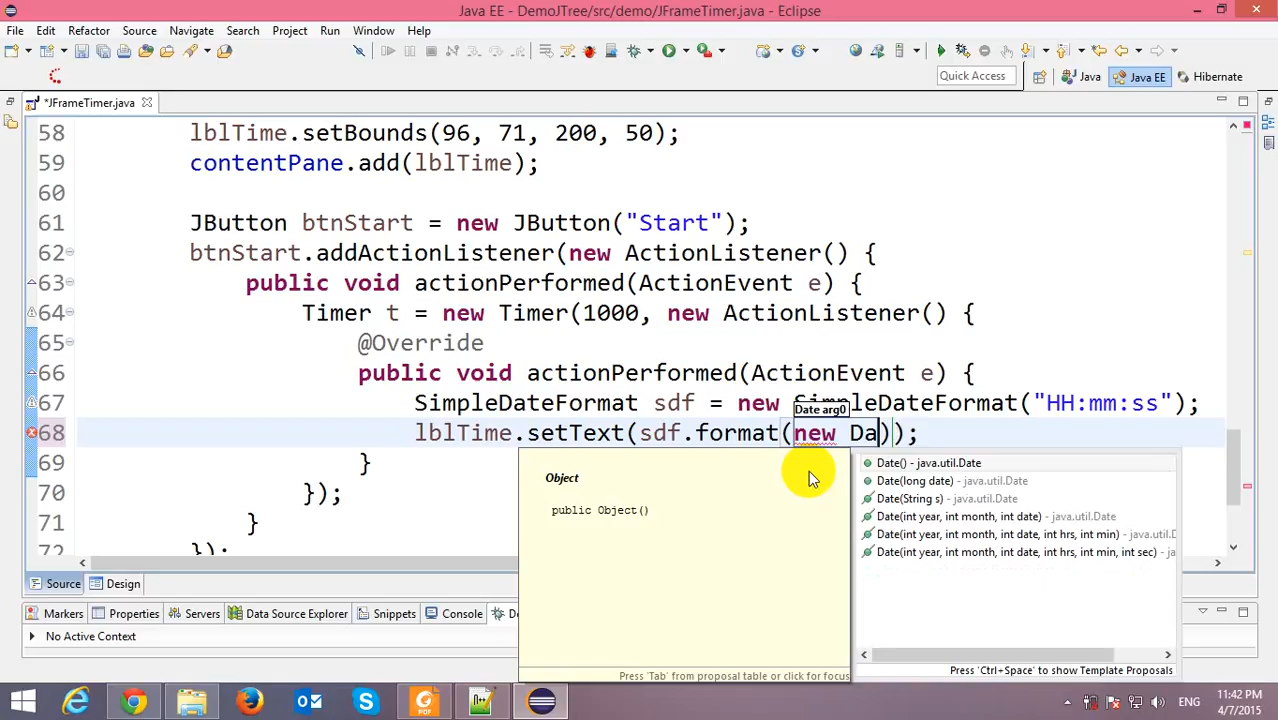 Java EE - DemoJTree/src/demo/JFrameTimer.java - Eclipse
File Edit Refactor Source Navigate Search Project Run Window Help
Quick Access Java Java EE Hibernate
*JFrameTimer.java
58 lblTime.setBounds(96, 71, 200, 50);
59 contentPane.add(lblTime);
60
61 JButton btnStart = new JButton("Start");
62 btnStart.addActionListener(new ActionListener() {
63 public void actionPerformed(ActionEvent e) {
64 Timer t = new Timer(1000, new ActionListener() {
65 @Override
66 public void actionPerformed(ActionEvent e) {
67 SimpleDateFormat sdf = new SimpleDateFormat("HH:mm:ss");
Date arg0
68 lblTime.setText(sdf.format(new Da));
69 }
70 });
71 }
72 });
Object
public Object()
Press 'Tab' from proposal table or click for focus
Date() - java.util.Date
Date(long date) - java.util.Date
Date(String s) - java.util.Date
Date(int year, int month, int date) - java.util.Date
Date(int year, int month, int date, int hrs, int min) - java.util.
Date(int year, int month, int date, int hrs, int min, int sec) - ja
Press 'Ctrl+Space' to show Template Proposals
Source Design
Markers Properties Servers Data Source Explorer Snippets Console
No Active Context
ENG
11:42 PM
4/7/2015